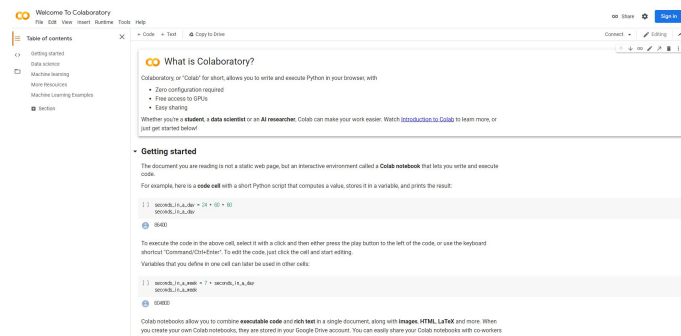 Welcome To Colaboratory
File Edit View Insert Runtime Tools Help
Share
Sign in
Table of contents
+ Code + Text Copy to Drive
Connect
Editing
Getting started
Data science
Machine learning
More Resources
Machine Learning Examples
Section
What is Colaboratory?
Colaboratory, or "Colab" for short, allows you to write and execute Python in your browser, with
• Zero configuration required
• Free access to GPUs
• Easy sharing
Whether you're a student, a data scientist or an AI researcher, Colab can make your work easier. Watch Introduction to Colab to learn more, or
just get started below!
Getting started
The document you are reading is not a static web page, but an interactive environment called a Colab notebook that lets you write and execute
code.
For example, here is a code cell with a short Python script that computes a value, stores it in a variable, and prints the result:
[ ] seconds_in_a_day = 24 * 60 * 60
seconds_in_a_day
86400
To execute the code in the above cell, select it with a click and then either press the play button to the left of the code, or use the keyboard
shortcut "Command/Ctrl+Enter". To edit the code, just click the cell and start editing.
Variables that you define in one cell can later be used in other cells:
[ ] seconds_in_a_week = 7 * seconds_in_a_day
seconds_in_a_week
604800
Colab notebooks allow you to combine executable code and rich text in a single document, along with images, HTML, LaTeX and more. When
you create your own Colab notebooks, they are stored in your Google Drive account. You can easily share your Colab notebooks with co-workers